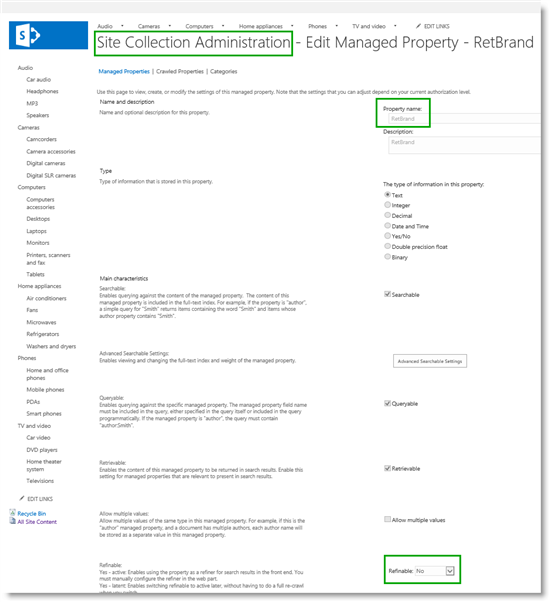 Audio Cameras Computers Home appliances Phones TV and video EDIT LINKS
Site Collection Administration - Edit Managed Property - RetBrand
Managed Properties | Crawled Properties | Categories
Use this page to view, create, or modify the settings of this managed property. Note that the settings that you can adjust depend on your current authorization level.
Audio
Car audio
Headphones
MP3
Speakers
Cameras
Camcorders
Camera accessories
Digital cameras
Digital SLR cameras
Computers
Computers
accessories
Desktops
Laptops
Monitors
Printers, scanners
and fax
Tablets
Home appliances
Air conditioners
Fans
Microwaves
Refrigerators
Washers and dryers
Phones
Home and office
phones
Mobile phones
PDAs
Smart phones
TV and video
Car video
DVD players
Home theater
system
Televisions
EDIT LINKS
Recycle Bin
All Site Content
Name and description
Name and optional description for this property.
Property name:
RetBrand
Description:
RetBrand
Type
Type of information that is stored in this property.
The type of information in this property:
Text
Integer
Decimal
Date and Time
Yes/No
Double precision float
Binary
Main characteristics
Searchable:
Enables querying against the content of the managed property. The content of this
managed property is included in the full-text index. For example, if the property is "author",
a simple query for "Smith" returns items containing the word "Smith" and items whose
author property contains "Smith".
Searchable
Advanced Searchable Settings:
Enables viewing and changing the full-text index and weight of the managed property.
Advanced Searchable Settings
Queryable:
Enables querying against the specific managed property. The managed property field name
must be included in the query, either specified in the query itself or included in the query
programmatically. If the managed property is "author", the query must contain
"author:Smith".
Queryable
Retrievable:
Enables the content of this managed property to be returned in search results. Enable this
setting for managed properties that are relevant to present in search results.
Retrievable
Allow multiple values:
Allow multiple values of the same type in this managed property. For example, if this is the
"author" managed property, and a document has multiple authors, each author name will
be stored as a separate value in this managed property.
Allow multiple values
Refinable:
Yes - active: Enables using the property as a refiner for search results in the front end. You
must manually configure the refiner in the web part.
Yes - latent: Enables switching refinable to active later, without having to do a full re-crawl
Refinable: No